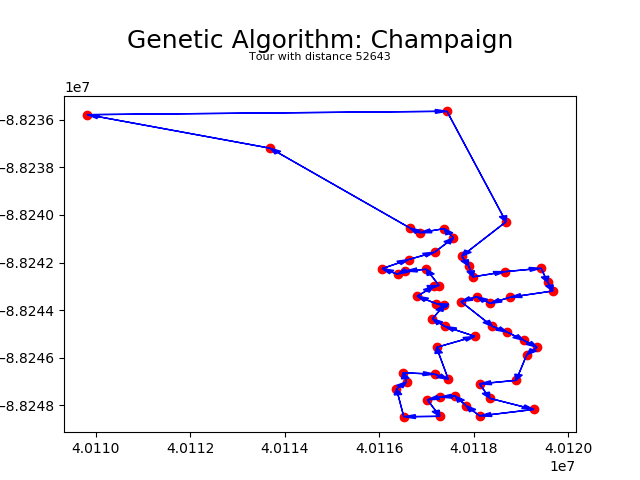 Genetic Algorithm: Champaign
Tour with distance 52643
1e7
-8.8236
-8.8238
-8.8240
-8.8242
-8.8244
-8.8246
-8.8248
4.0110 4.0112 4.0114 4.0116 4.0118 4.0120
1e7